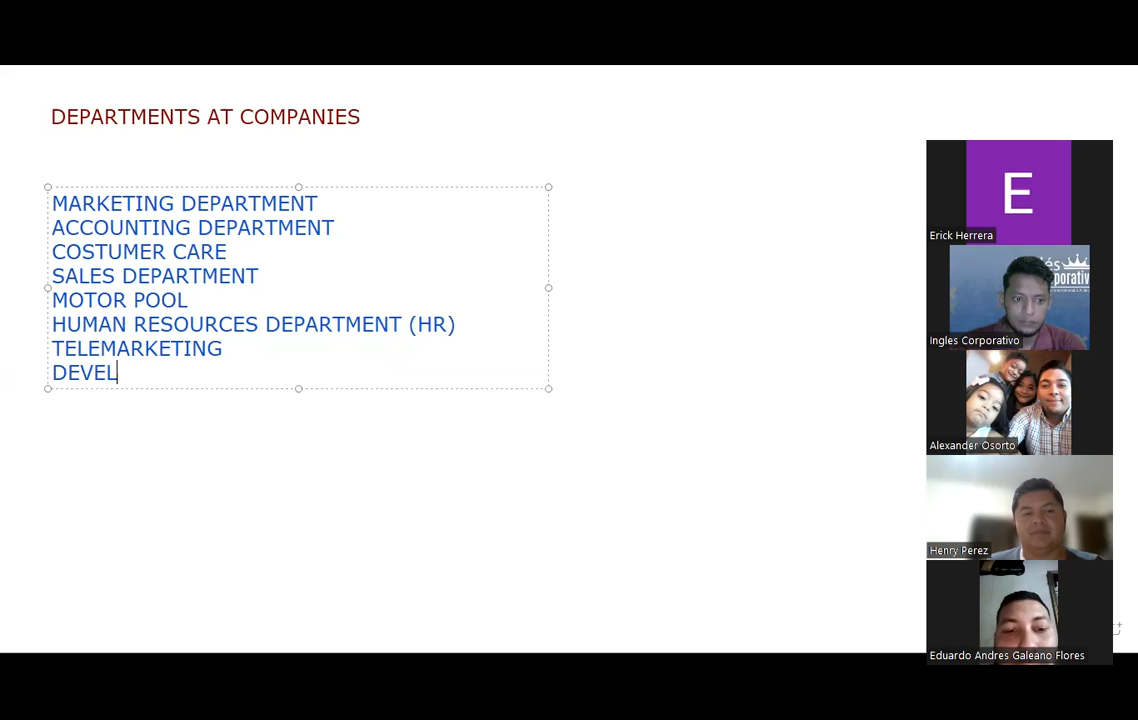 DEPARTMENTS AT COMPANIES
MARKETING DEPARTMENT
ACCOUNTING DEPARTMENT
COSTUMER CARE
SALES DEPARTMENT
MOTOR POOL
HUMAN RESOURCES DEPARTMENT (HR)
TELEMARKETING
DEVEL
E
Erick Herrera
Ingles Corporativo
Alexander Osorto
Henry Perez
Eduardo Andres Galeano Flores